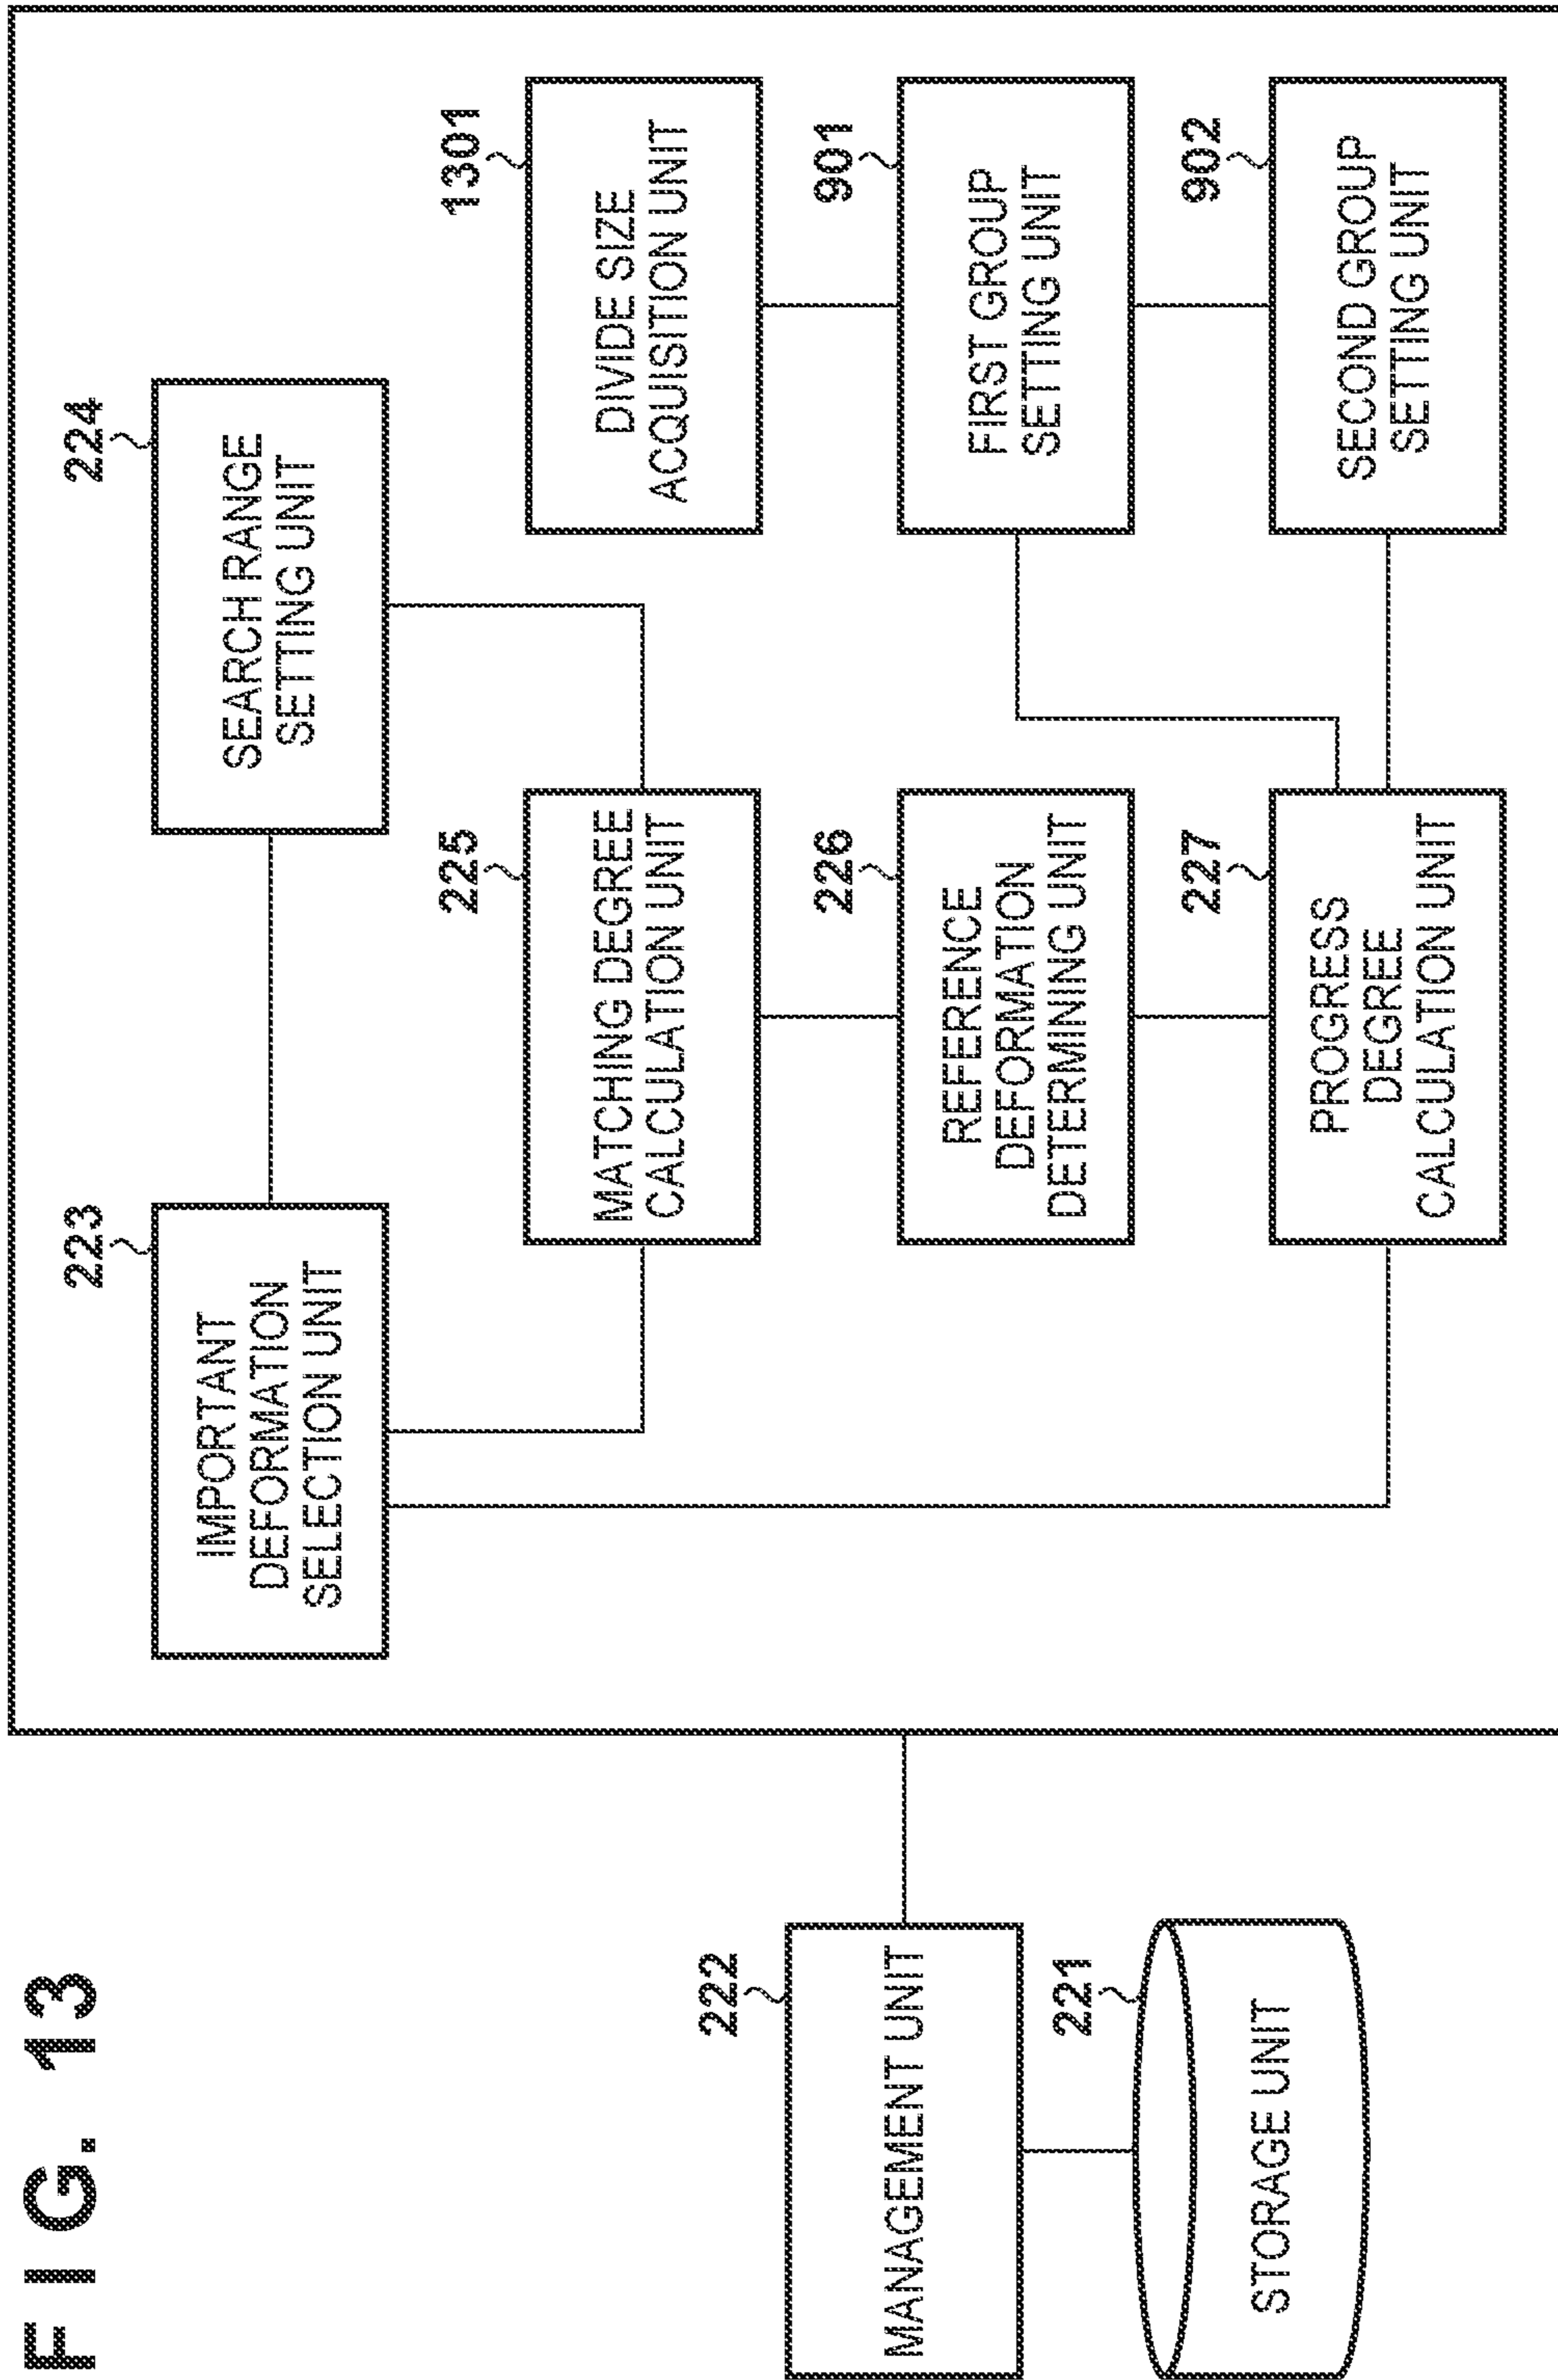 FIG. 13
223
IMPORTANT
DEFORMATION
SELECTION UNIT
224
SEARCH RANGE
SETTING UNIT
225
MATCHING DEGREE
CALCULATION UNIT
1301
DIVIDE SIZE
ACQUISITION UNIT
222
MANAGEMENT UNIT
226
REFERENCE
DEFORMATION
DETERMINING UNIT
901
FIRST GROUP
SETTING UNIT
221
STORAGE UNIT
227
PROGRESS
DEGREE
CALCULATION UNIT
902
SECOND GROUP
SETTING UNIT